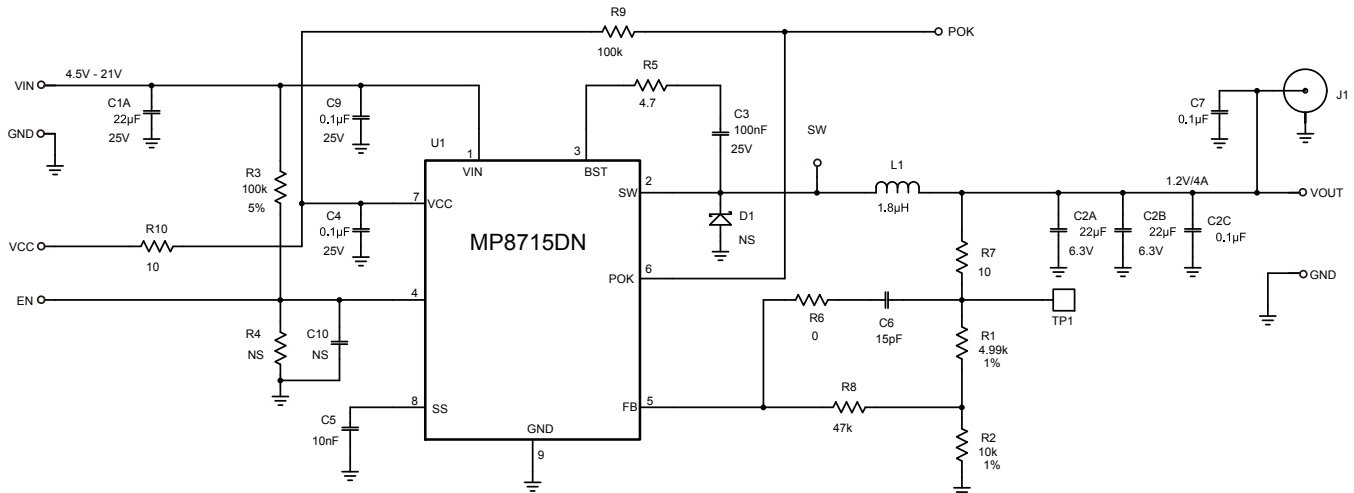 R9
100k
POK
VIN
4.5V - 21V
C1A
22µF
25V
GND
C9
0.1µF
25V
R5
4.7
C3
100nF
25V
SW
C7
0.1µF
J1
U1
1
VIN
3
BST
SW
2
L1
1.8µH
1.2V/4A
VOUT
R3
100k
5%
7
VCC
C4
0.1µF
25V
MP8715DN
D1
NS
C2A
22µF
6.3V
C2B
22µF
6.3V
C2C
0.1µF
VCC
R10
10
R7
10
POK
6
GND
EN
4
R4
NS
C10
NS
R6
0
C6
15pF
TP1
R1
4.99k
1%
8
SS
C5
10nF
FB
5
R8
47k
GND
9
R2
10k
1%